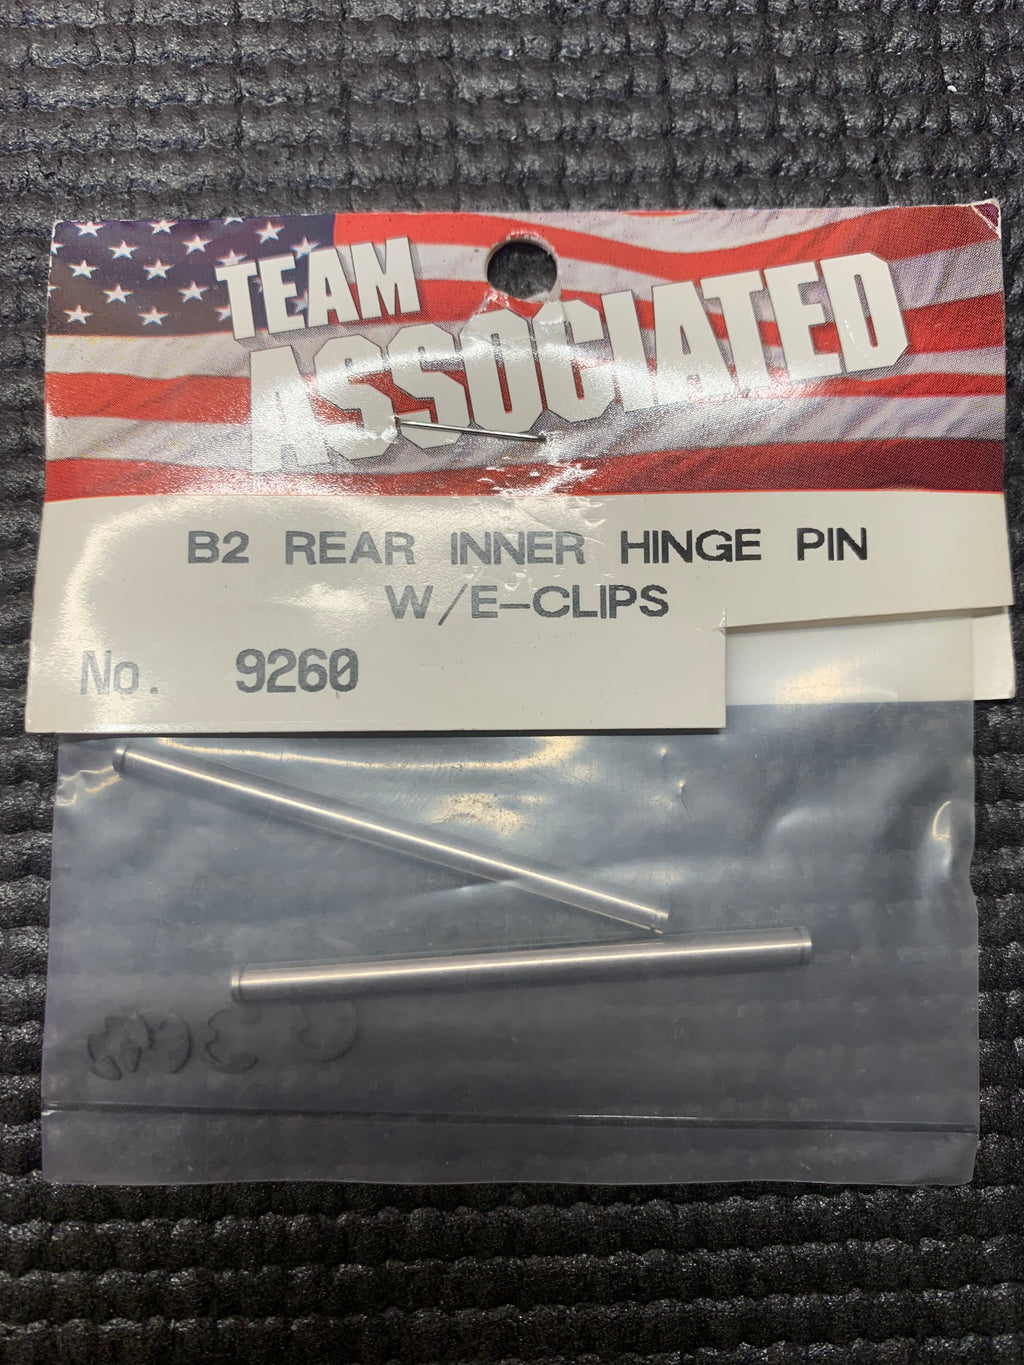 TEAM
ASSOCIATED
B2 REAR INNER HINGE PIN
W/E-CLIPS
No. 9260